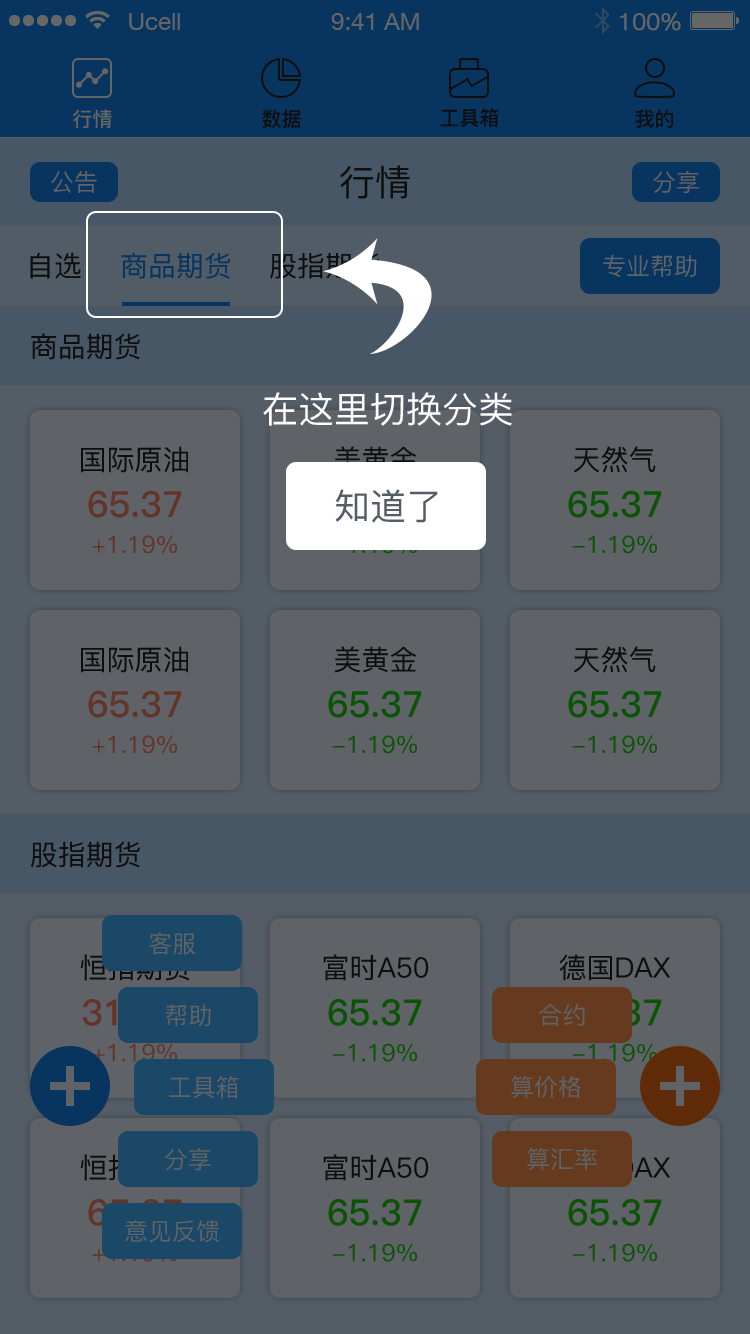 Ucell 9:41 AM 100%
行情 数据 工具箱 我的
公告 行情 分享
自选 商品期货 股指期 专业帮助
商品期货
在这里切换分类
国际原油 美黄金 天然气
65.37 65.37
知道了
+1.19% −1.19%
国际原油 美黄金 天然气
65.37 65.37 65.37
+1.19% −1.19% −1.19%
股指期货
客服
恒指期货 富时A50 德国DAX
帮助 合约
31 65.37 37
+1.19% −1.19% −1.19%
工具箱 算价格
分享 算汇率
恒 富时A50 AX
65.37 65.37
意见反馈
−1.19% −1.19%